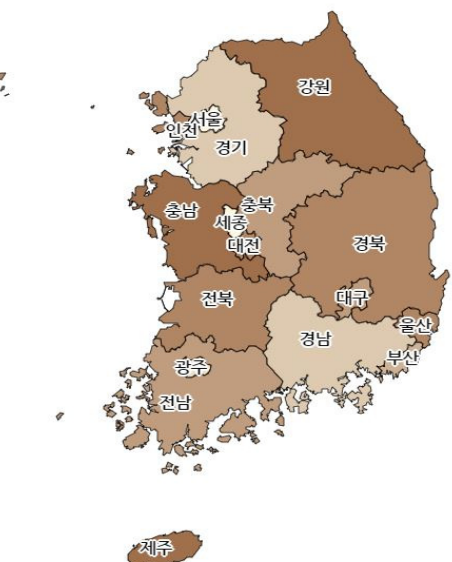 강원
서울
인천
경기
충남
충북
세종
대전
경북
전북
대구
울산
경남
부산
광주
전남
제주